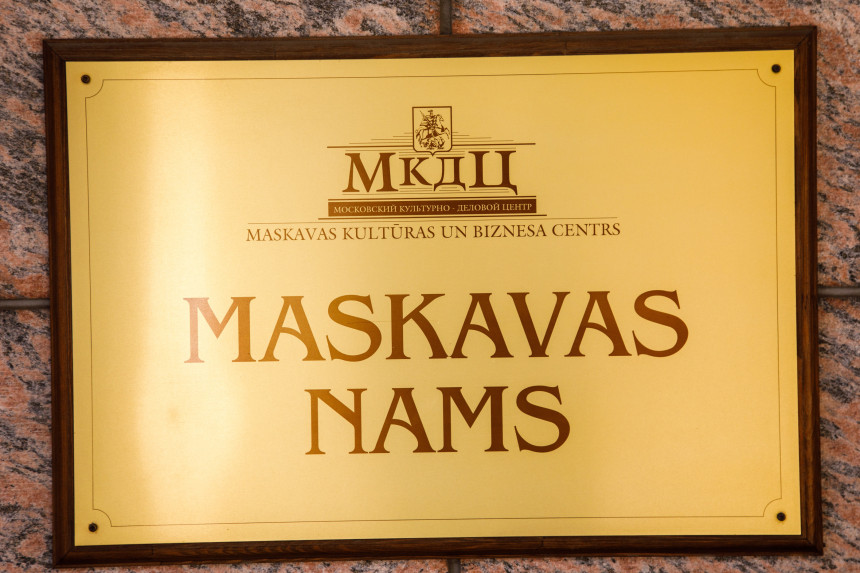 МКДЦ
МОСКОВСКИЙ КУЛЬТУРНО - ДЕЛОВОЙ ЦЕНТР
MASKAVAS KULTŪRAS UN BIZNESA CENTRS
MASKAVAS
NAMS